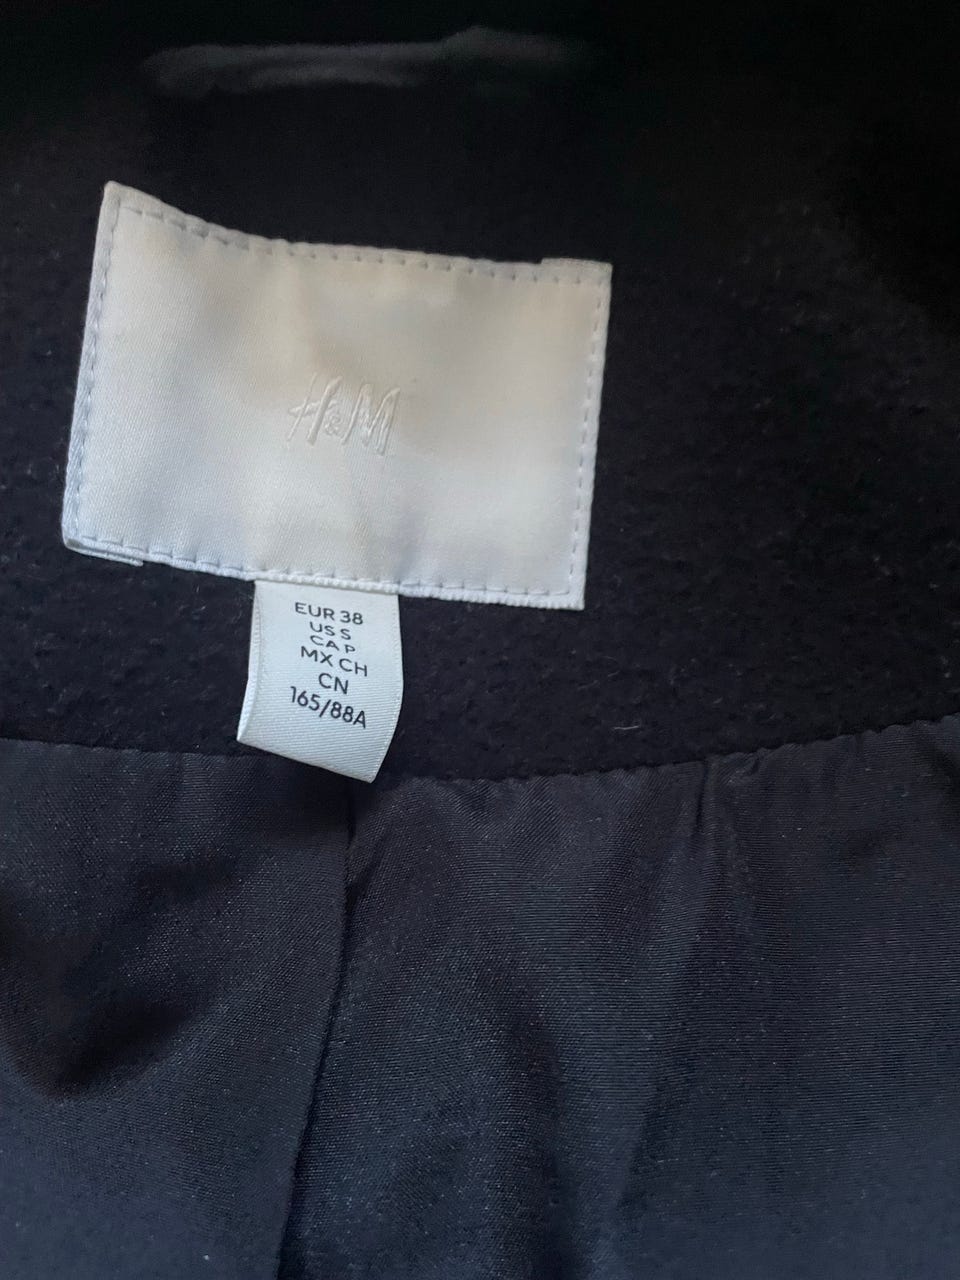 H&M
EUR 38
US S
CA P
MX CH
CN
165/88A